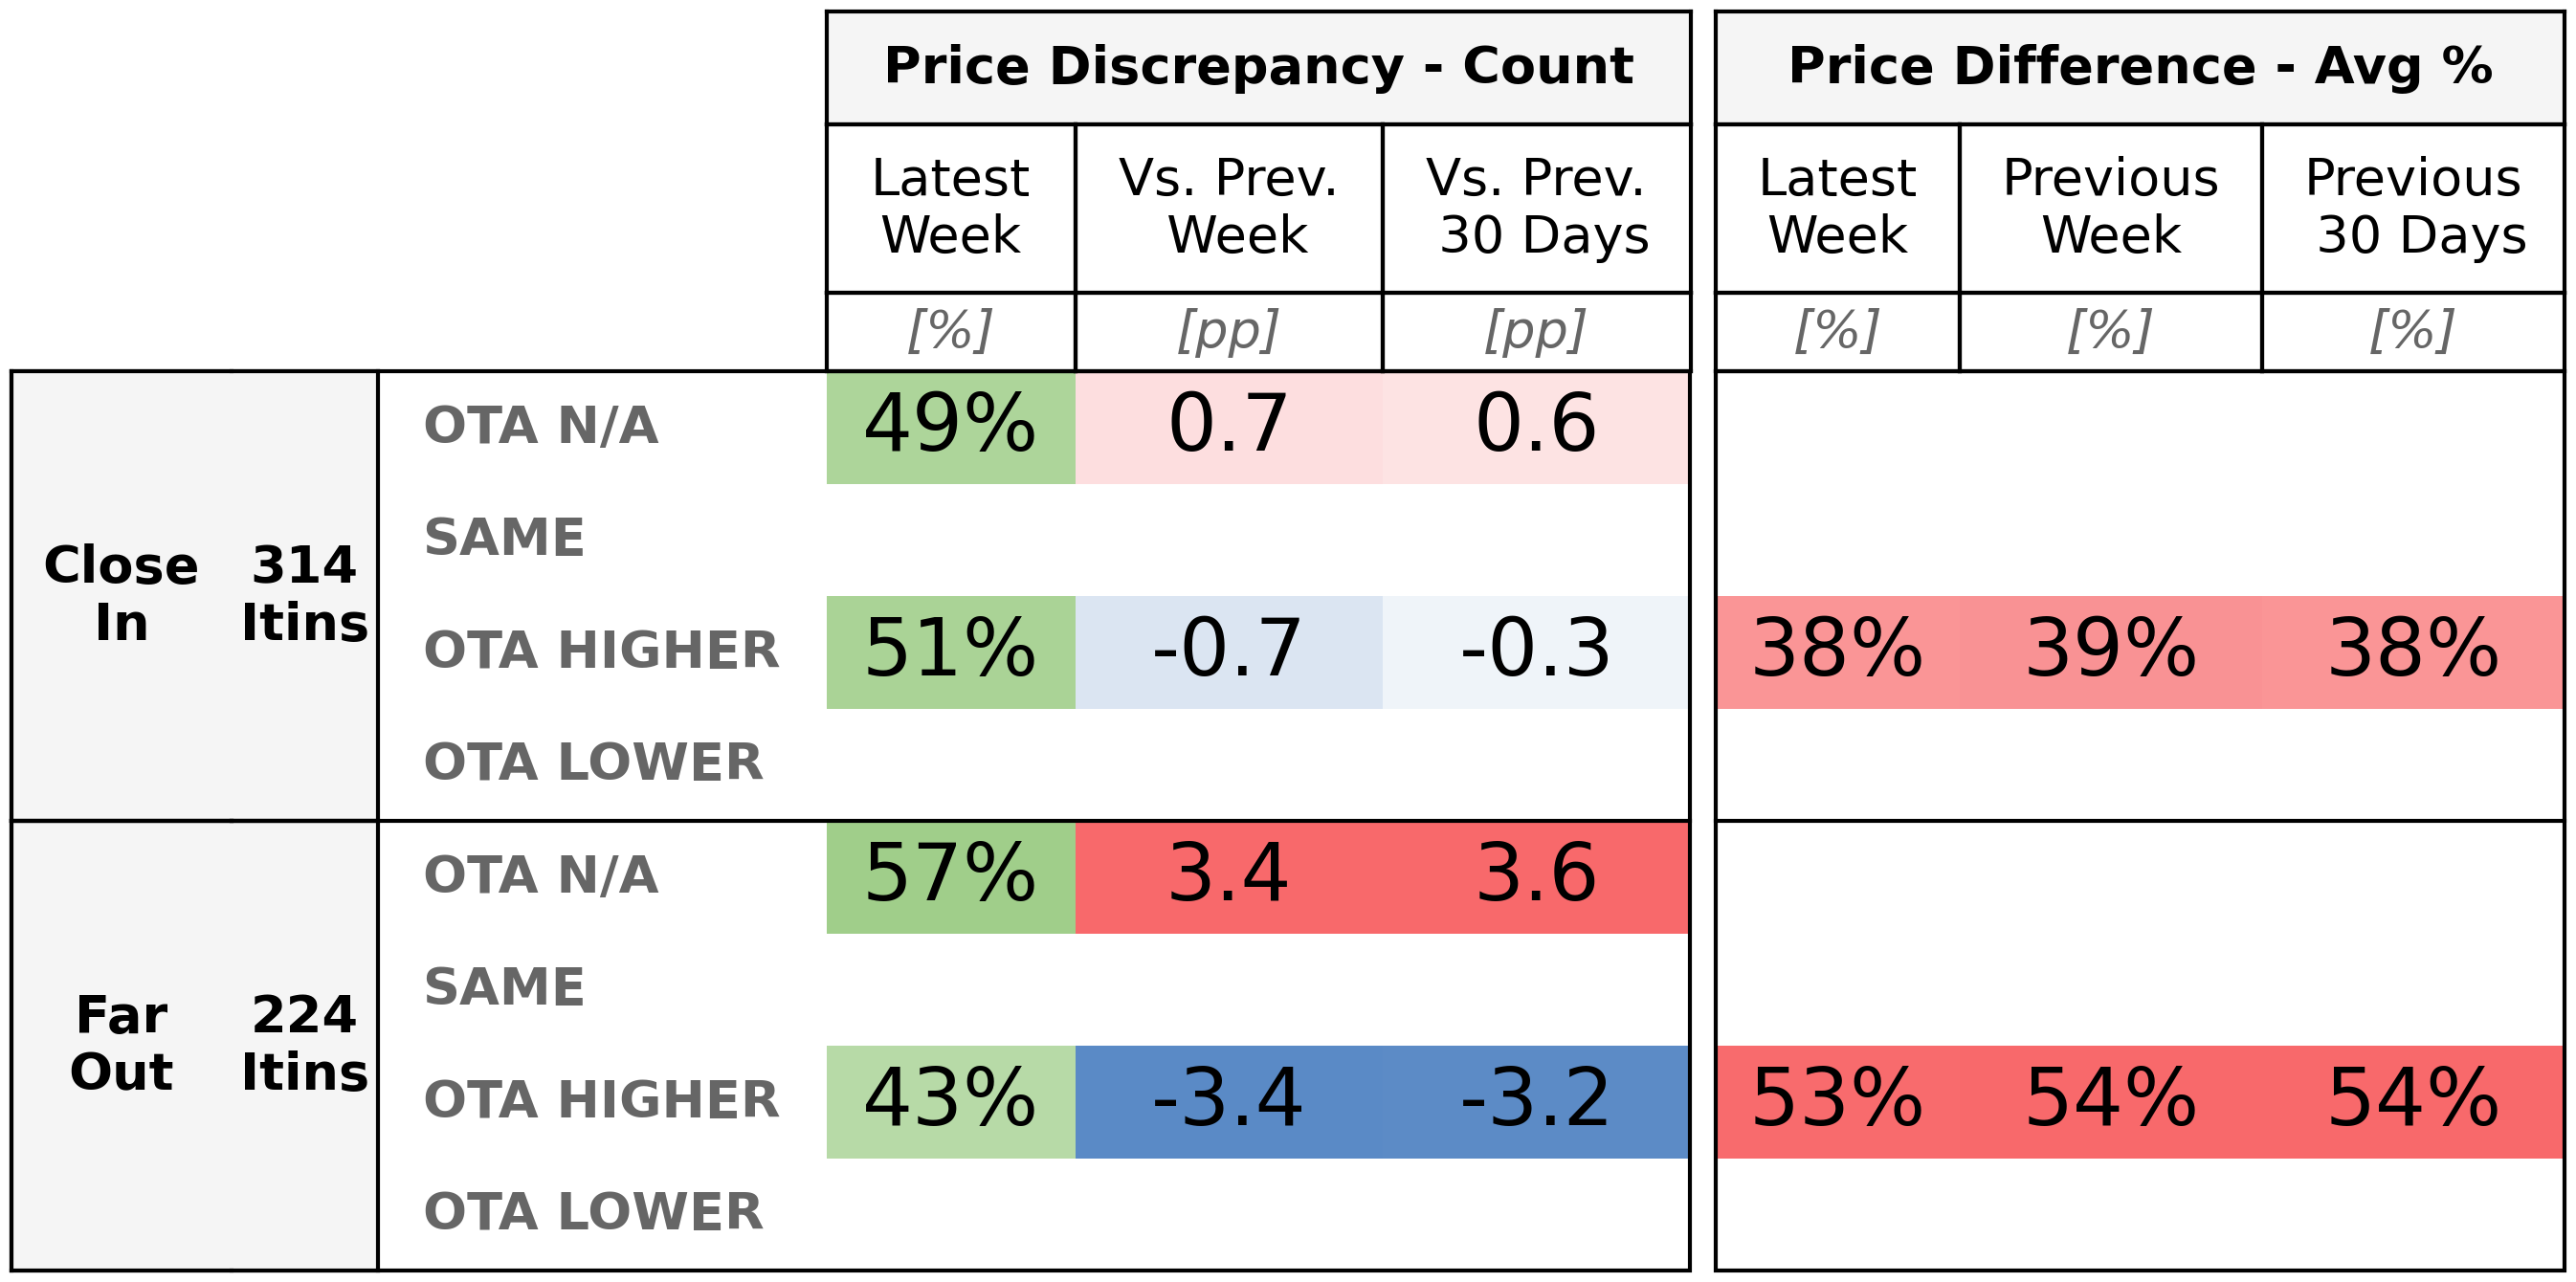 Price Discrepancy - Count
Price Difference - Avg %
Latest Week
Vs. Prev. Week
Vs. Prev. 30 Days
Latest Week
Previous Week
Previous 30 Days
[%]
[pp]
[pp]
[%]
[%]
[%]
Close In
314 Itins
OTA N/A 49% 0.7 0.6
SAME
OTA HIGHER 51% -0.7 -0.3 38% 39% 38%
OTA LOWER
Far Out
224 Itins
OTA N/A 57% 3.4 3.6
SAME
OTA HIGHER 43% -3.4 -3.2 53% 54% 54%
OTA LOWER